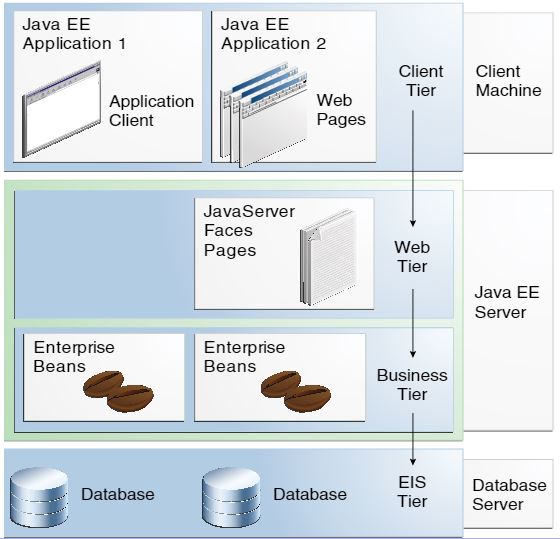 Java EE
Application 1
Application
Client
Java EE
Application 2
Web
Pages
Client
Tier
Client
Machine
JavaServer
Faces
Pages
Web
Tier
Java EE
Server
Enterprise
Beans
Enterprise
Beans
Business
Tier
Database
Database
EIS
Tier
Database
Server